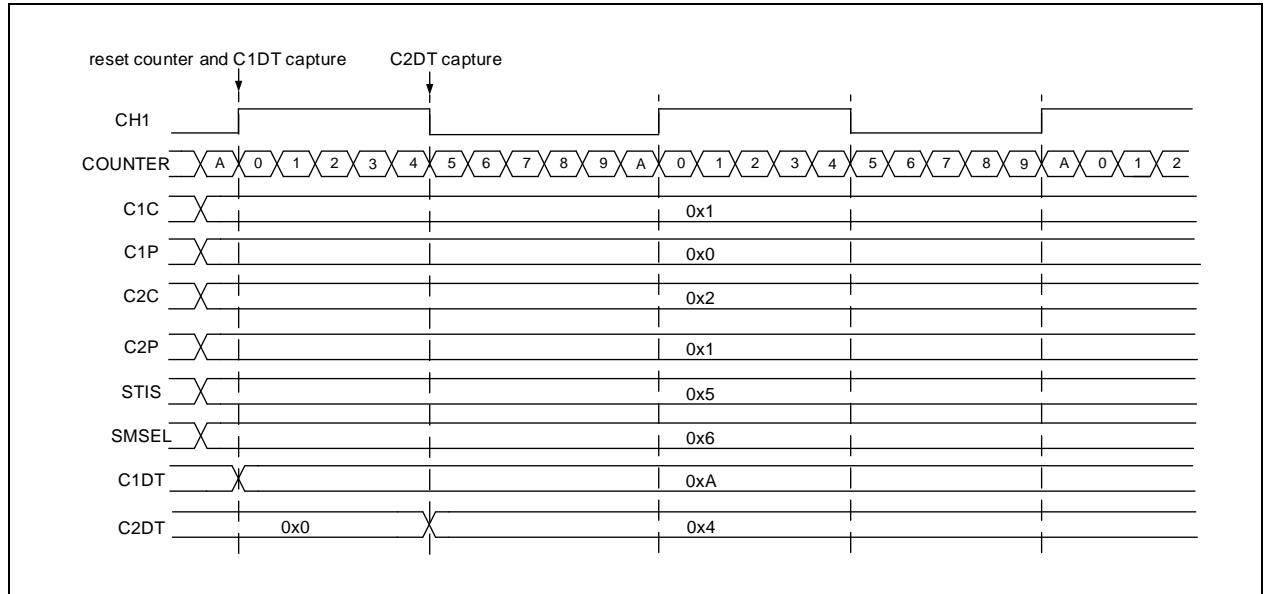 reset counter and C1DT capture C2DT capture
CH1
COUNTER A 0 1 2 3 4 5 6 7 8 9 A 0 1 2 3 4 5 6 7 8 9 A 0 1 2
C1C 0x1
C1P 0x0
C2C 0x2
C2P 0x1
STIS 0x5
SMSEL 0x6
C1DT 0xA
C2DT 0x0 0x4